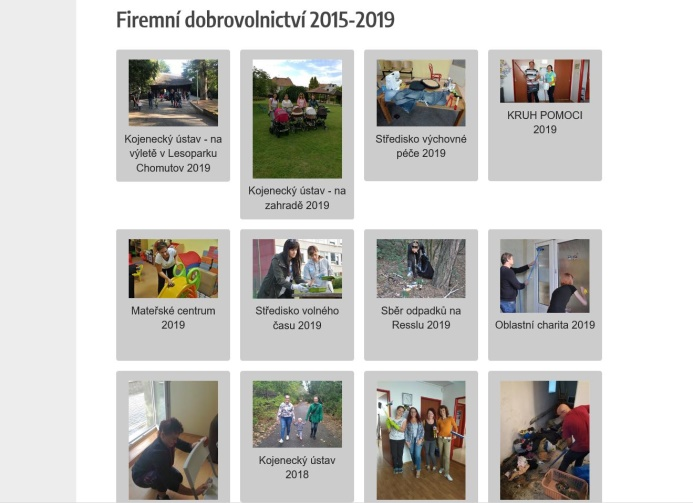 Firemní dobrovolnictví 2015-2019
Kojenecký ústav - na
výletě v Lesoparku
Chomutov 2019
Kojenecký ústav - na
zahradě 2019
Středisko výchovné
péče 2019
KRUH POMOCI
2019
Mateřské centrum
2019
Středisko volného
času 2019
Sběr odpadků na
Resslu 2019
Oblastní charita 2019
Kojenecký ústav
2018